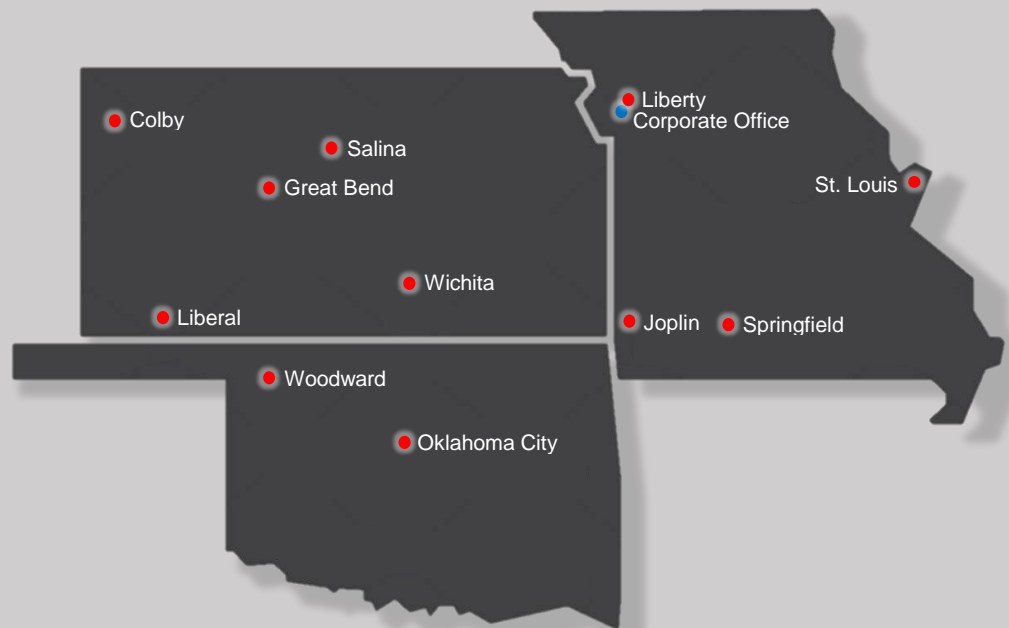 Liberty
Corporate Office
Colby
Salina
Great Bend
St. Louis
Wichita
Liberal
Joplin
Springfield
Woodward
Oklahoma City